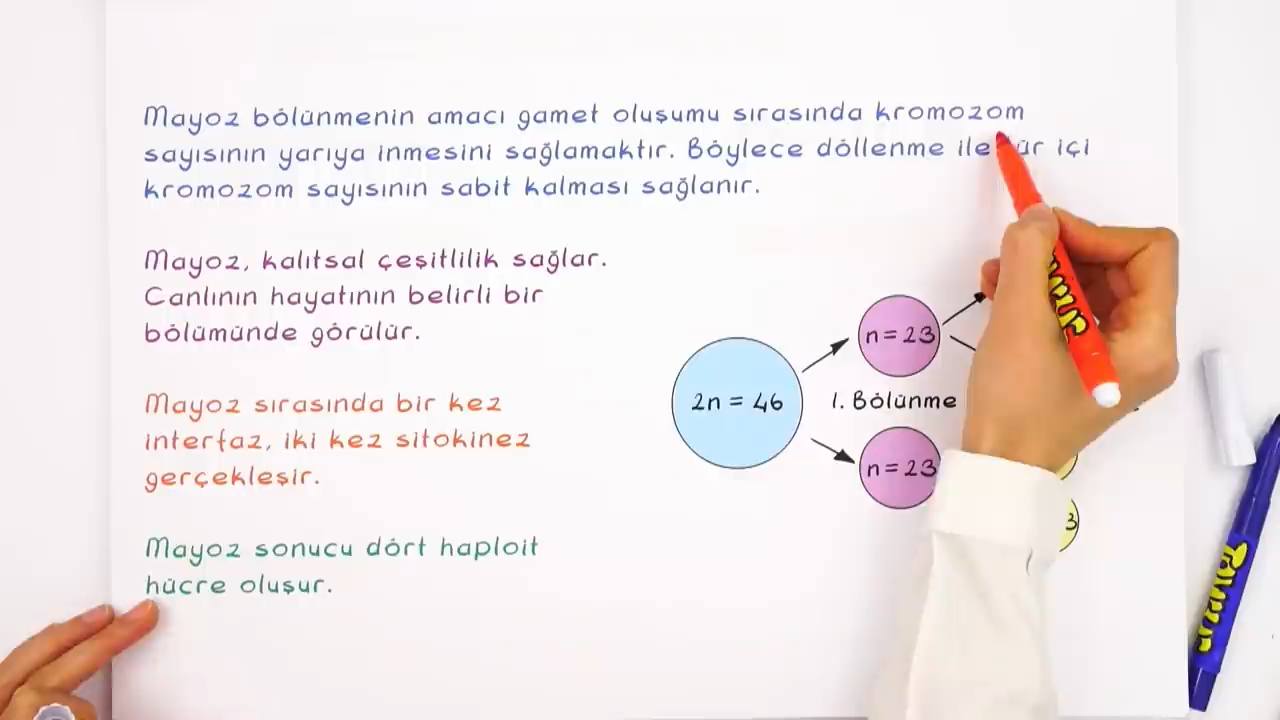 Mayoz bölünmenin amacı gamet oluşumu sırasında kromozom
sayısının yarıya inmesini sağlamaktır. Böylece döllenme ile tür içi
kromozom sayısının sabit kalması sağlanır.
Mayoz, kalıtsal çeşitlilik sağlar.
Canlının hayatının belirli bir
bölümünde görülür.
Mayoz sırasında bir kez
interfaz, iki kez sitokinez
gerçekleşir.
Mayoz sonucu dört haploit
hücre oluşur.
n = 23
2n = 46
1. Bölünme
n = 23
3